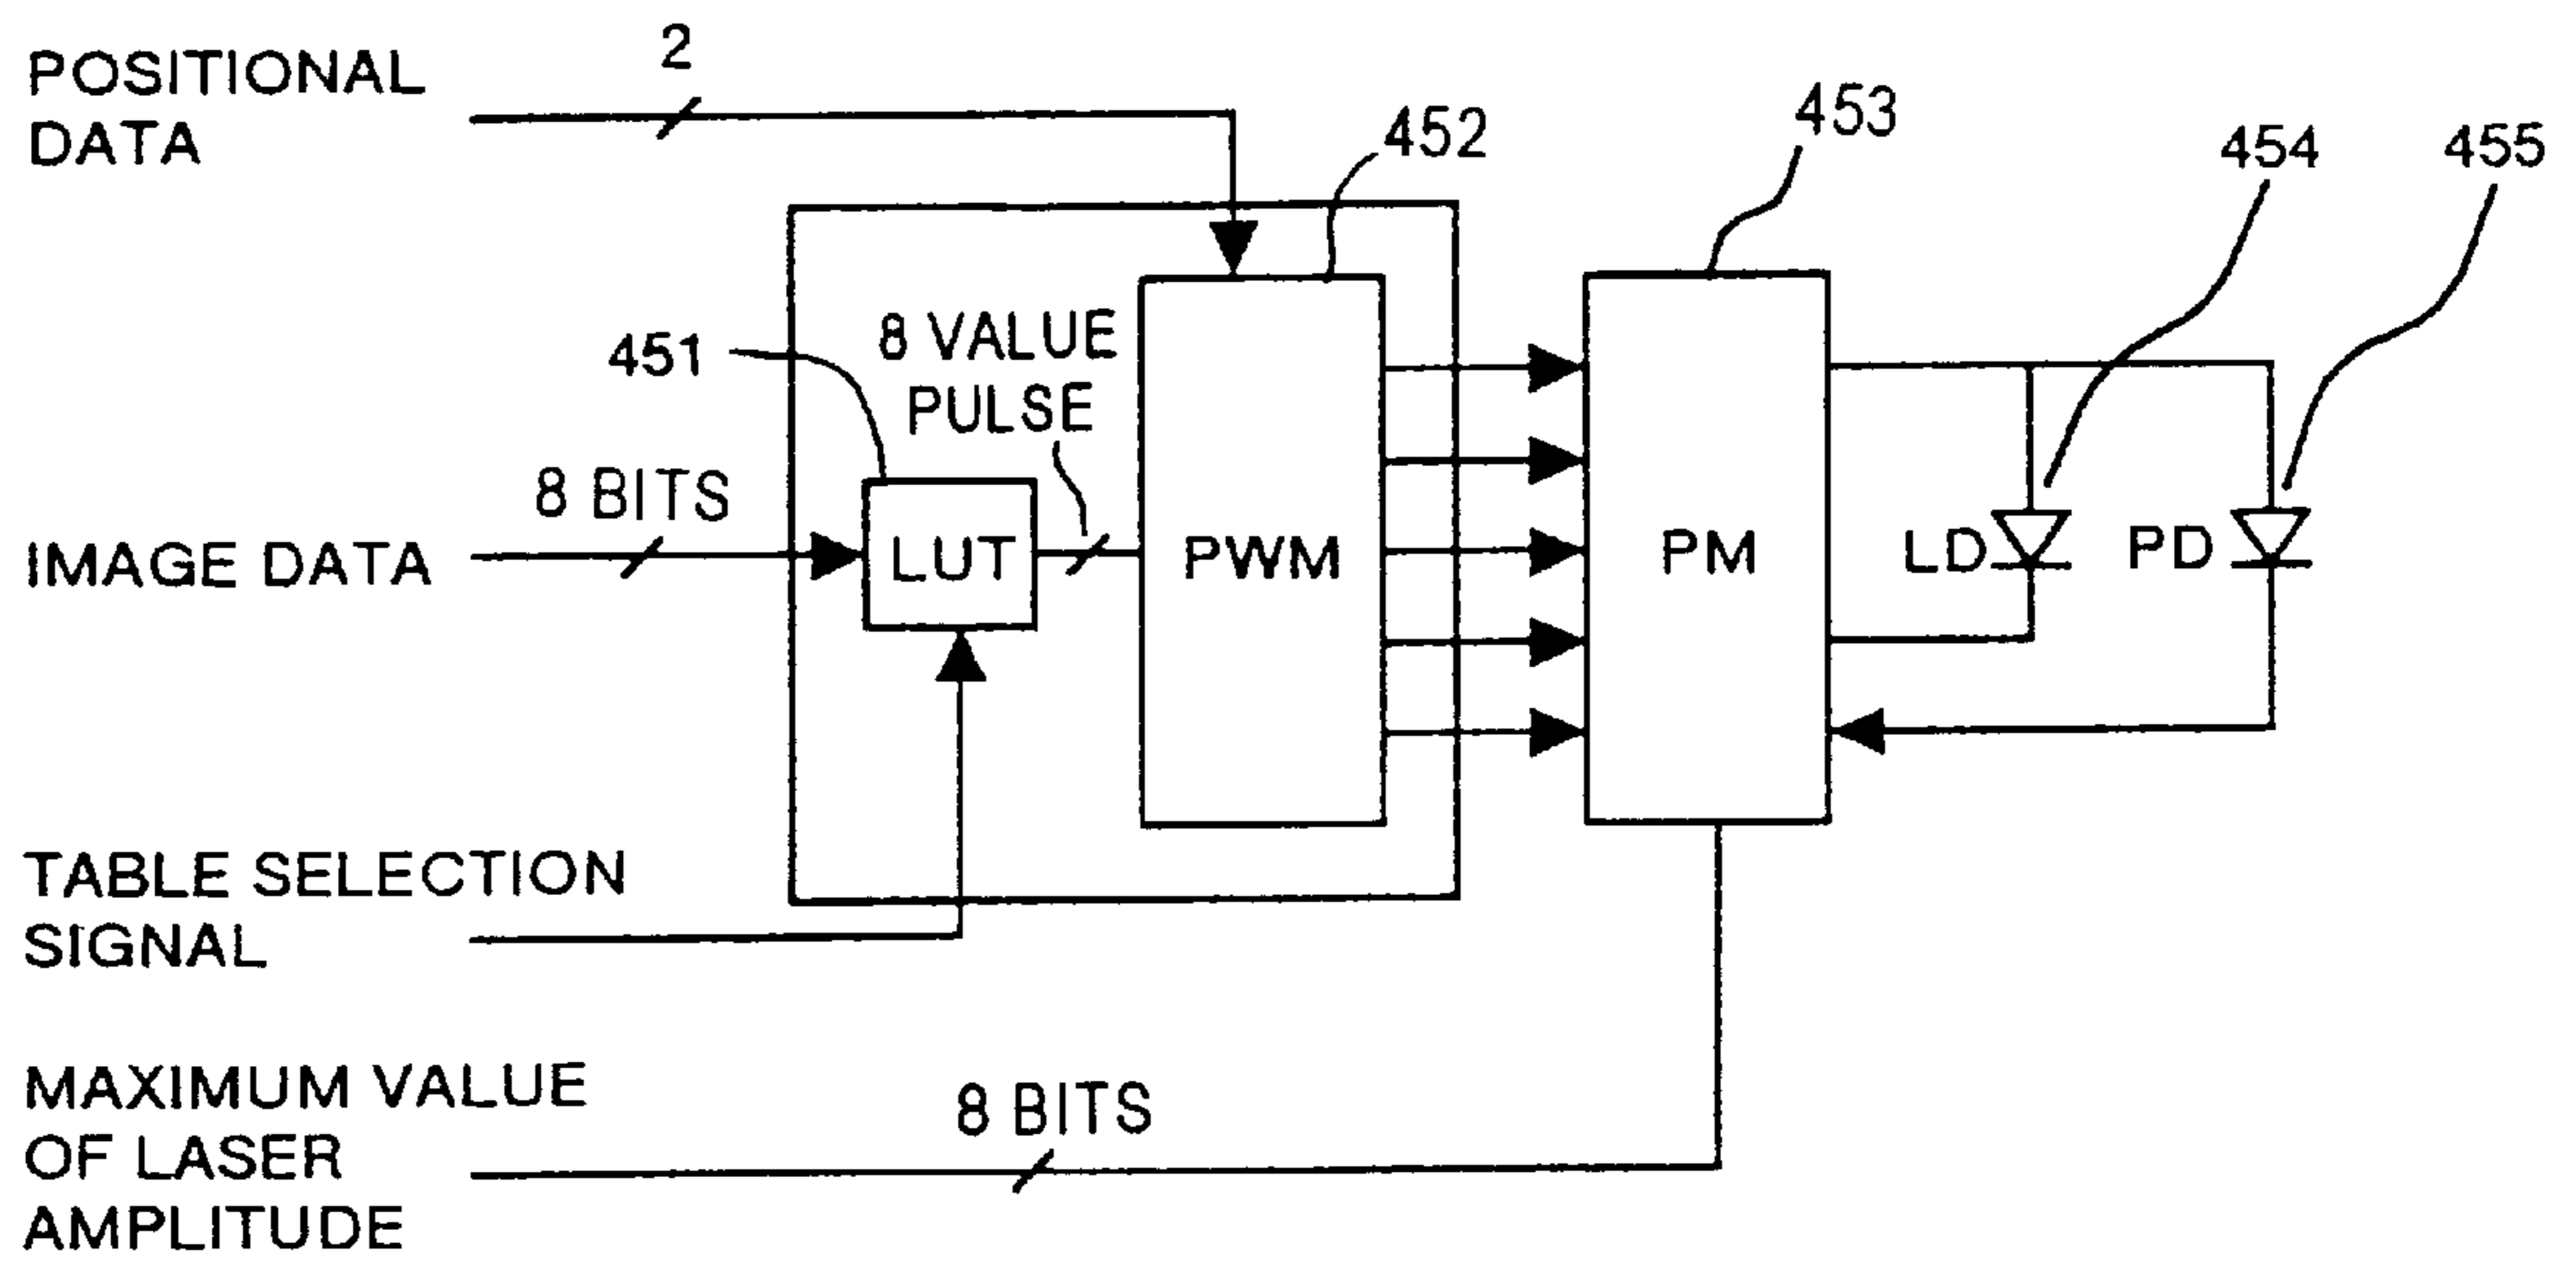 POSITIONAL
DATA
2
452
453
454
455
451
8 VALUE
PULSE
8 BITS
IMAGE DATA
LUT
PWM
PM
LD
PD
TABLE SELECTION
SIGNAL
MAXIMUM VALUE
OF LASER
AMPLITUDE
8 BITS